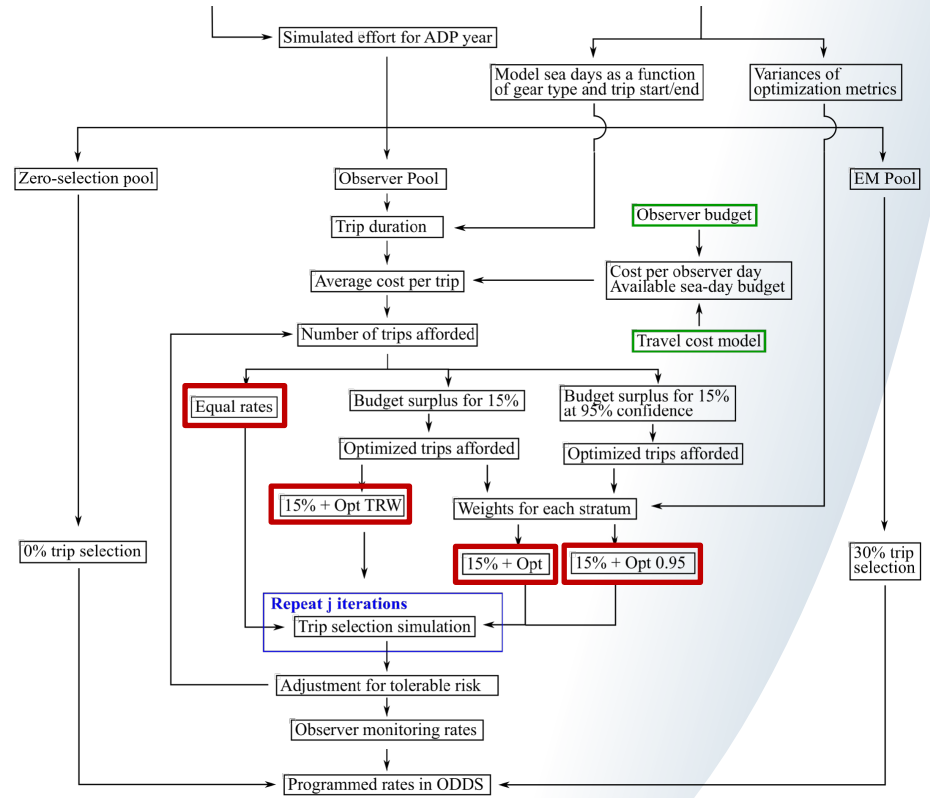 Simulated effort for ADP year
Model sea days as a function
of gear type and trip start/end
Variances of
optimization metrics
Zero-selection pool
Observer Pool
EM Pool
Trip duration
Observer budget
Average cost per trip
Cost per observer day
Available sea-day budget
Number of trips afforded
Travel cost model
Equal rates
Budget surplus for 15%
Budget surplus for 15%
at 95% confidence
Optimized trips afforded
Optimized trips afforded
15% + Opt TRW
Weights for each stratum
0% trip selection
15% + Opt
15% + Opt 0.95
30% trip
selection
Repeat j iterations
Trip selection simulation
Adjustment for tolerable risk
Observer monitoring rates
Programmed rates in ODDS